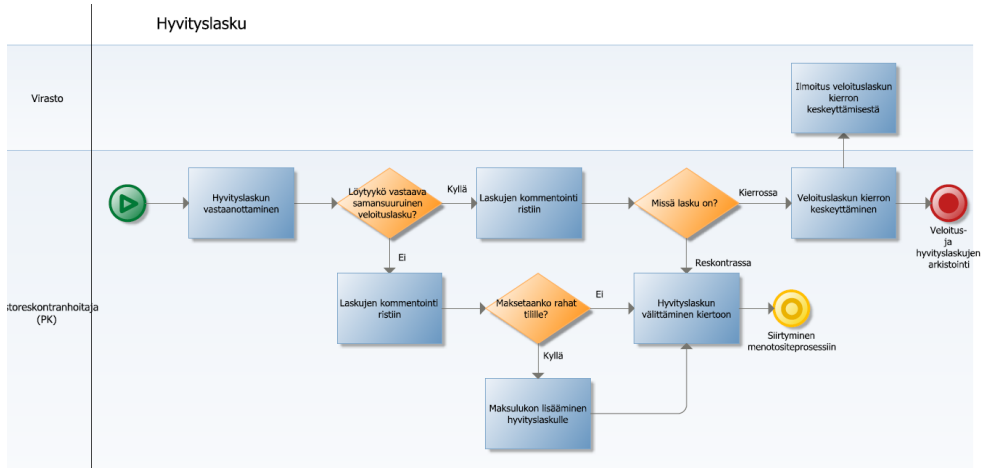 Hyvityslasku
Virasto
Ilmoitus veloituslaskun
kierron
keskeyttämisestä
Hyvityslaskun
vastaanottaminen
Löytyykö vastaava
samansuuruinen
veloituslasku?
Kyllä
Laskujen kommentointi
ristiin
Missä lasku on?
Kierrossa
Veloituslaskun kierron
keskeyttäminen
Veloitus-
ja
hyvityslaskujen
arkistointi
Ei
Reskontrassa
storeskontranhoitaja
(PK)
Laskujen kommentointi
ristiin
Maksetaanko rahat
tilille?
Ei
Hyvityslaskun
välittäminen kiertoon
Siirtyminen
menotositeprosessiin
Kyllä
Maksulukon lisääminen
hyvityslaskulle